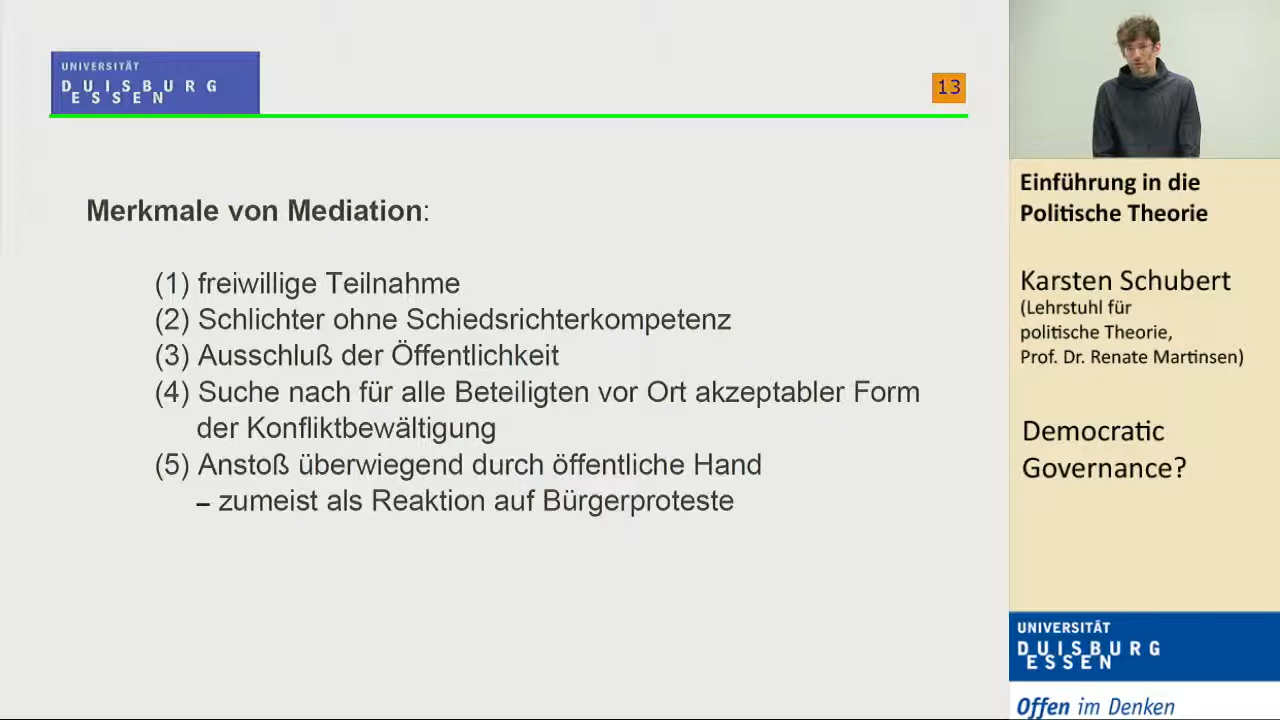 UNIVERSITÄT
DUISBURG
ESSEN
13
Merkmale von Mediation:
(1) freiwillige Teilnahme
(2) Schlichter ohne Schiedsrichterkompetenz
(3) Ausschluß der Öffentlichkeit
(4) Suche nach für alle Beteiligten vor Ort akzeptabler Form
der Konfliktbewältigung
(5) Anstoß überwiegend durch öffentliche Hand
– zumeist als Reaktion auf Bürgerproteste
Einführung in die
Politische Theorie
Karsten Schubert
(Lehrstuhl für
politische Theorie,
Prof. Dr. Renate Martinsen)
Democratic
Governance?
UNIVERSITÄT
DUISBURG
ESSEN
Offen im Denken